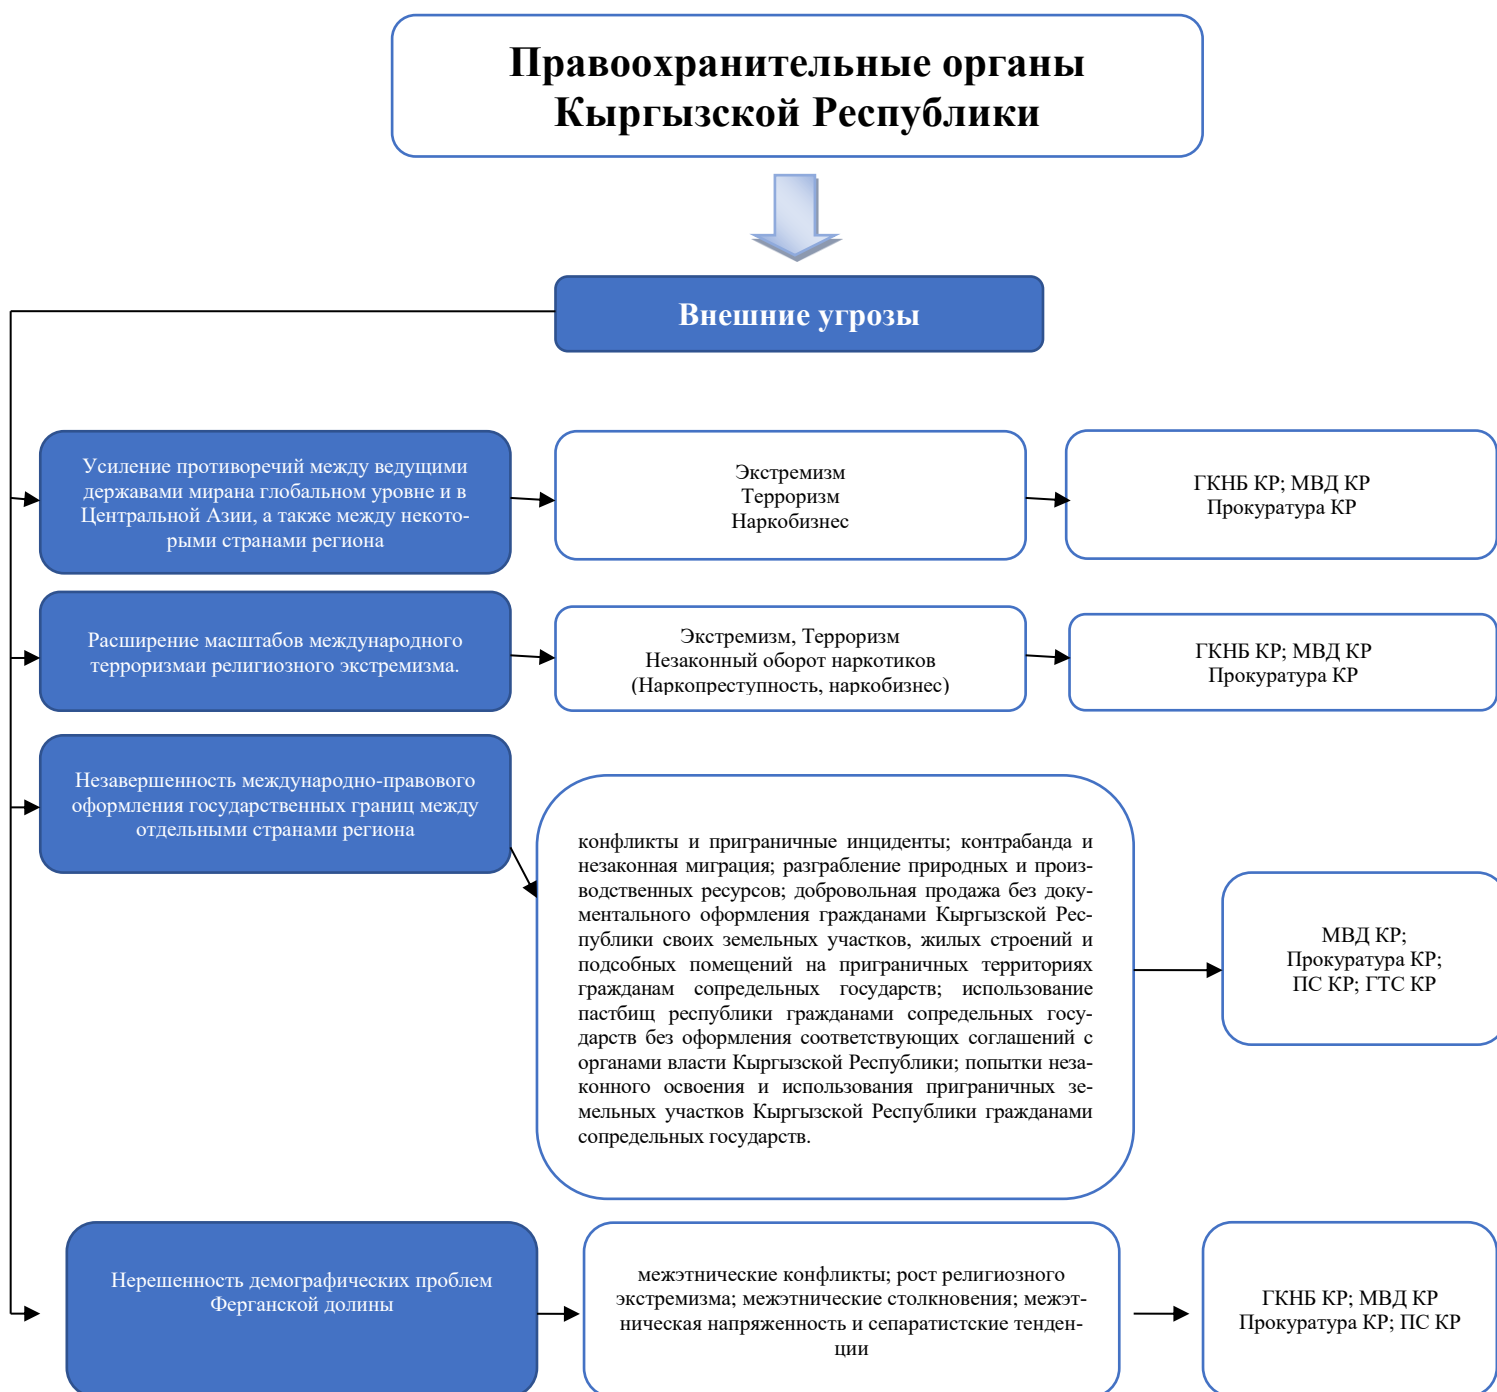 Правоохранительные органы
Кыргызской Республики
Внешние угрозы
Усиление противоречий между ведущими
державами мирана глобальном уровне и в
Центральной Азии, а также между некото-
рыми странами региона
Экстремизм
Терроризм
Наркобизнес
ГКНБ КР; МВД КР
Прокуратура КР
Расширение масштабов международного
терроризмаи религиозного экстремизма.
Экстремизм, Терроризм
Незаконный оборот наркотиков
(Наркопреступность, наркобизнес)
ГКНБ КР; МВД КР
Прокуратура КР
Незавершенность международно-правового
оформления государственных границ между
отдельными странами региона
конфликты и приграничные инциденты; контрабанда и
незаконная миграция; разграбление природных и произ-
водственных ресурсов; добровольная продажа без доку-
ментального оформления гражданами Кыргызской Рес-
публики своих земельных участков, жилых строений и
подсобных помещений на приграничных территориях
гражданам сопредельных государств; использование
пастбищ республики гражданами сопредельных госу-
дарств без оформления соответствующих соглашений с
органами власти Кыргызской Республики; попытки неза-
конного освоения и использования приграничных зе-
мельных участков Кыргызской Республики гражданами
сопредельных государств.
МВД КР;
Прокуратура КР;
ПС КР; ГТС КР
Нерешенность демографических проблем
Ферганской долины
межэтнические конфликты; рост религиозного
экстремизма; межэтнические столкновения; межэт-
ническая напряженность и сепаратистские тенден-
ции
ГКНБ КР; МВД КР
Прокуратура КР; ПС КР